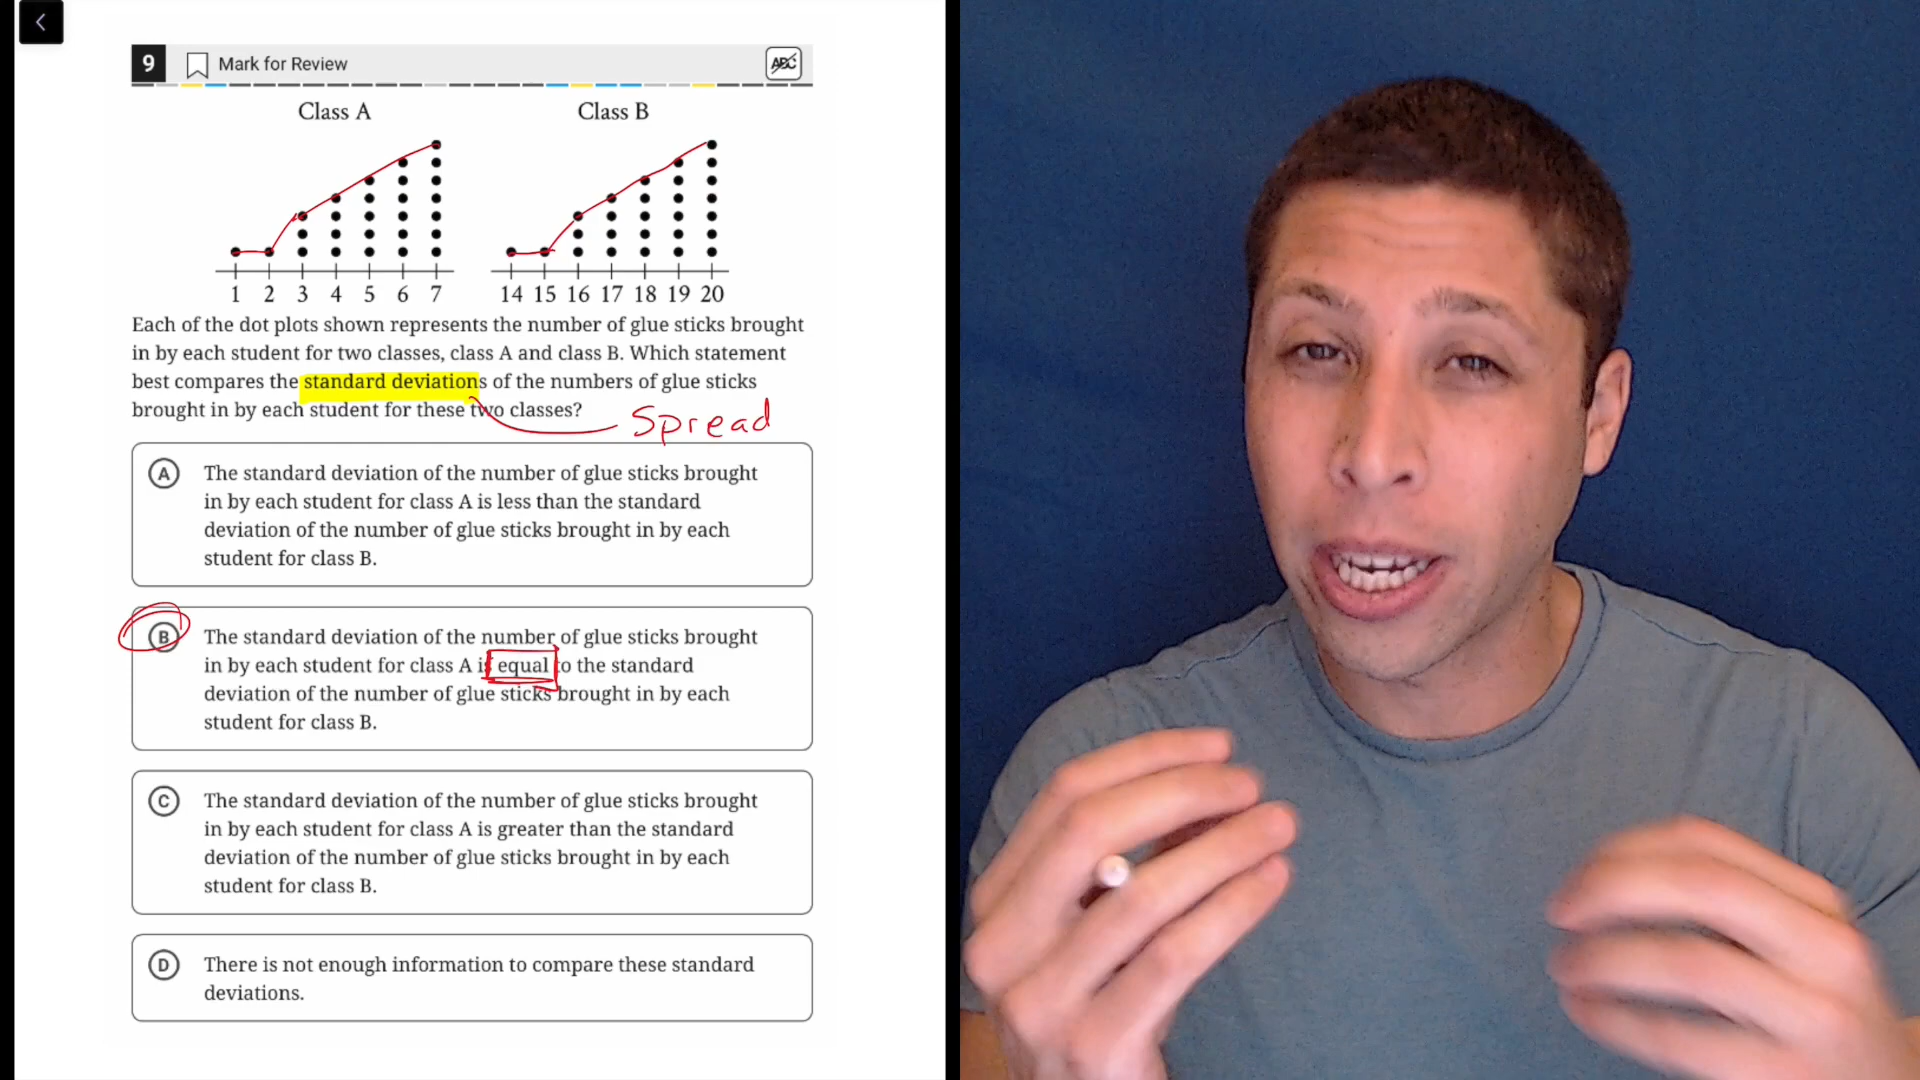 9 Mark for Review ABC
Class A Class B
1 2 3 4 5 6 7 14 15 16 17 18 19 20
Each of the dot plots shown represents the number of glue sticks brought
in by each student for two classes, class A and class B. Which statement
best compares the standard deviations of the numbers of glue sticks
brought in by each student for these two classes?
Spread
A The standard deviation of the number of glue sticks brought
in by each student for class A is less than the standard
deviation of the number of glue sticks brought in by each
student for class B.
B The standard deviation of the number of glue sticks brought
in by each student for class A is equal to the standard
deviation of the number of glue sticks brought in by each
student for class B.
C The standard deviation of the number of glue sticks brought
in by each student for class A is greater than the standard
deviation of the number of glue sticks brought in by each
student for class B.
D There is not enough information to compare these standard
deviations.